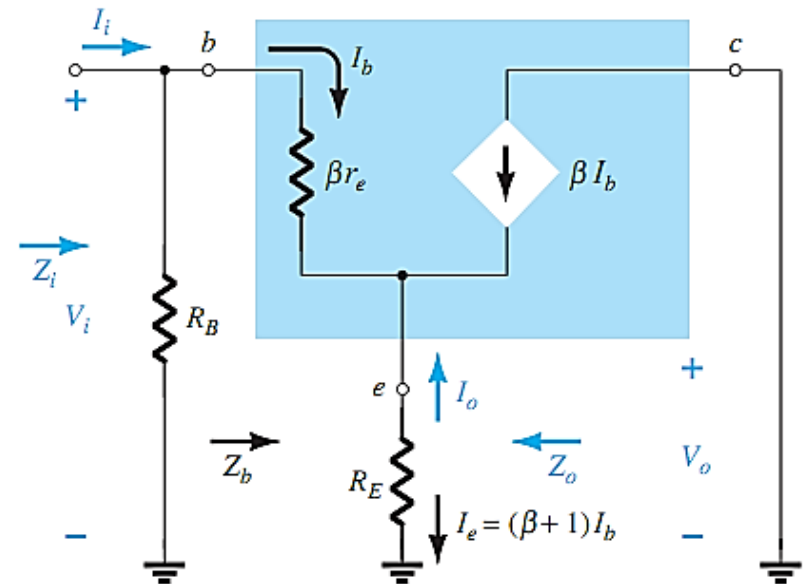 I_i
b
I_b
c
+
βr_e
βI_b
Z_i
V_i
R_B
e
I_o
+
Z_b
Z_o
V_o
R_E
I_e = (β + 1)I_b
–
–